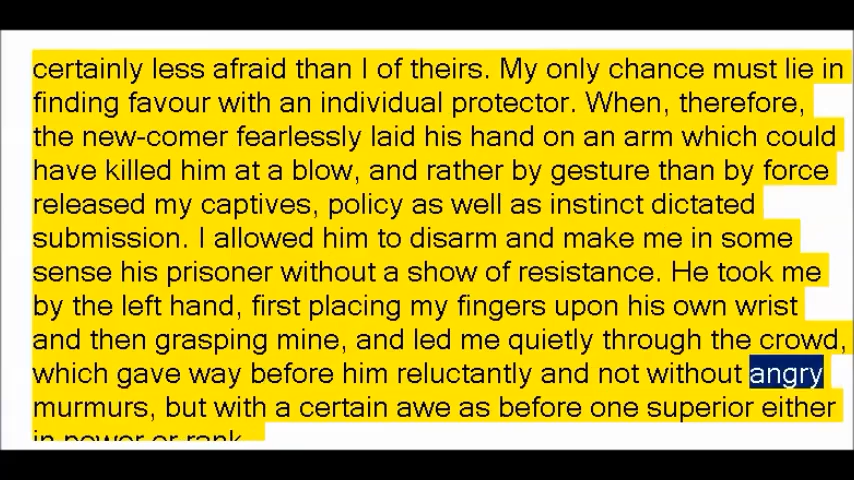 certainly less afraid than I of theirs. My only chance must lie in
finding favour with an individual protector. When, therefore,
the new-comer fearlessly laid his hand on an arm which could
have killed him at a blow, and rather by gesture than by force
released my captives, policy as well as instinct dictated
submission. I allowed him to disarm and make me in some
sense his prisoner without a show of resistance. He took me
by the left hand, first placing my fingers upon his own wrist
and then grasping mine, and led me quietly through the crowd,
which gave way before him reluctantly and not without angry
murmurs, but with a certain awe as before one superior either
in power or rank.